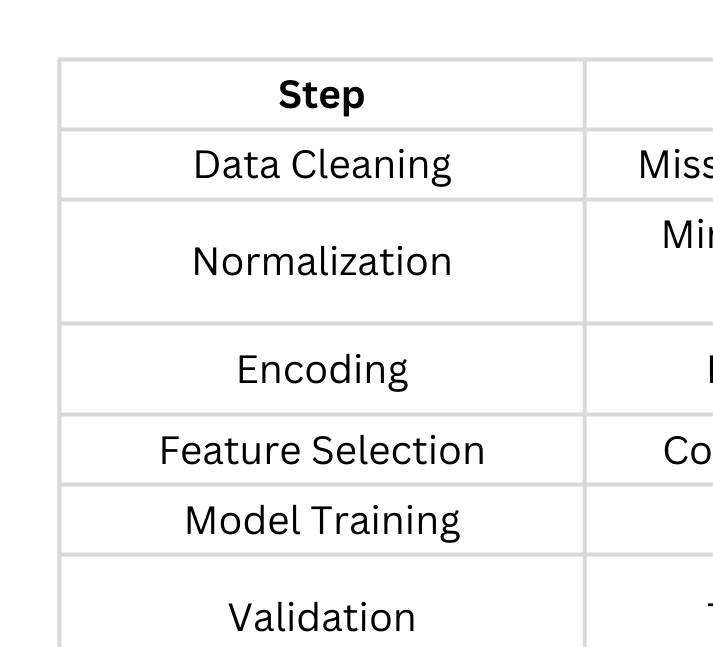 Step
Data Cleaning
Normalization
Encoding
Feature Selection
Model Training
Validation